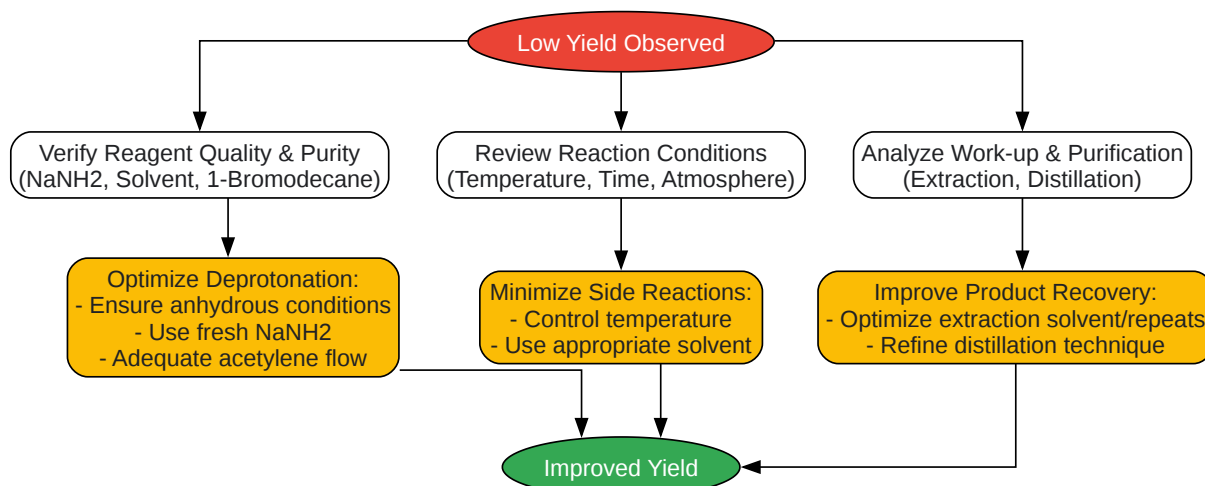 Low Yield Observed
Verify Reagent Quality & Purity
(NaNH2, Solvent, 1-Bromodecane)
Review Reaction Conditions
(Temperature, Time, Atmosphere)
Analyze Work-up & Purification
(Extraction, Distillation)
Optimize Deprotonation:
- Ensure anhydrous conditions
- Use fresh NaNH2
- Adequate acetylene flow
Minimize Side Reactions:
- Control temperature
- Use appropriate solvent
Improve Product Recovery:
- Optimize extraction solvent/repeats
- Refine distillation technique
Improved Yield